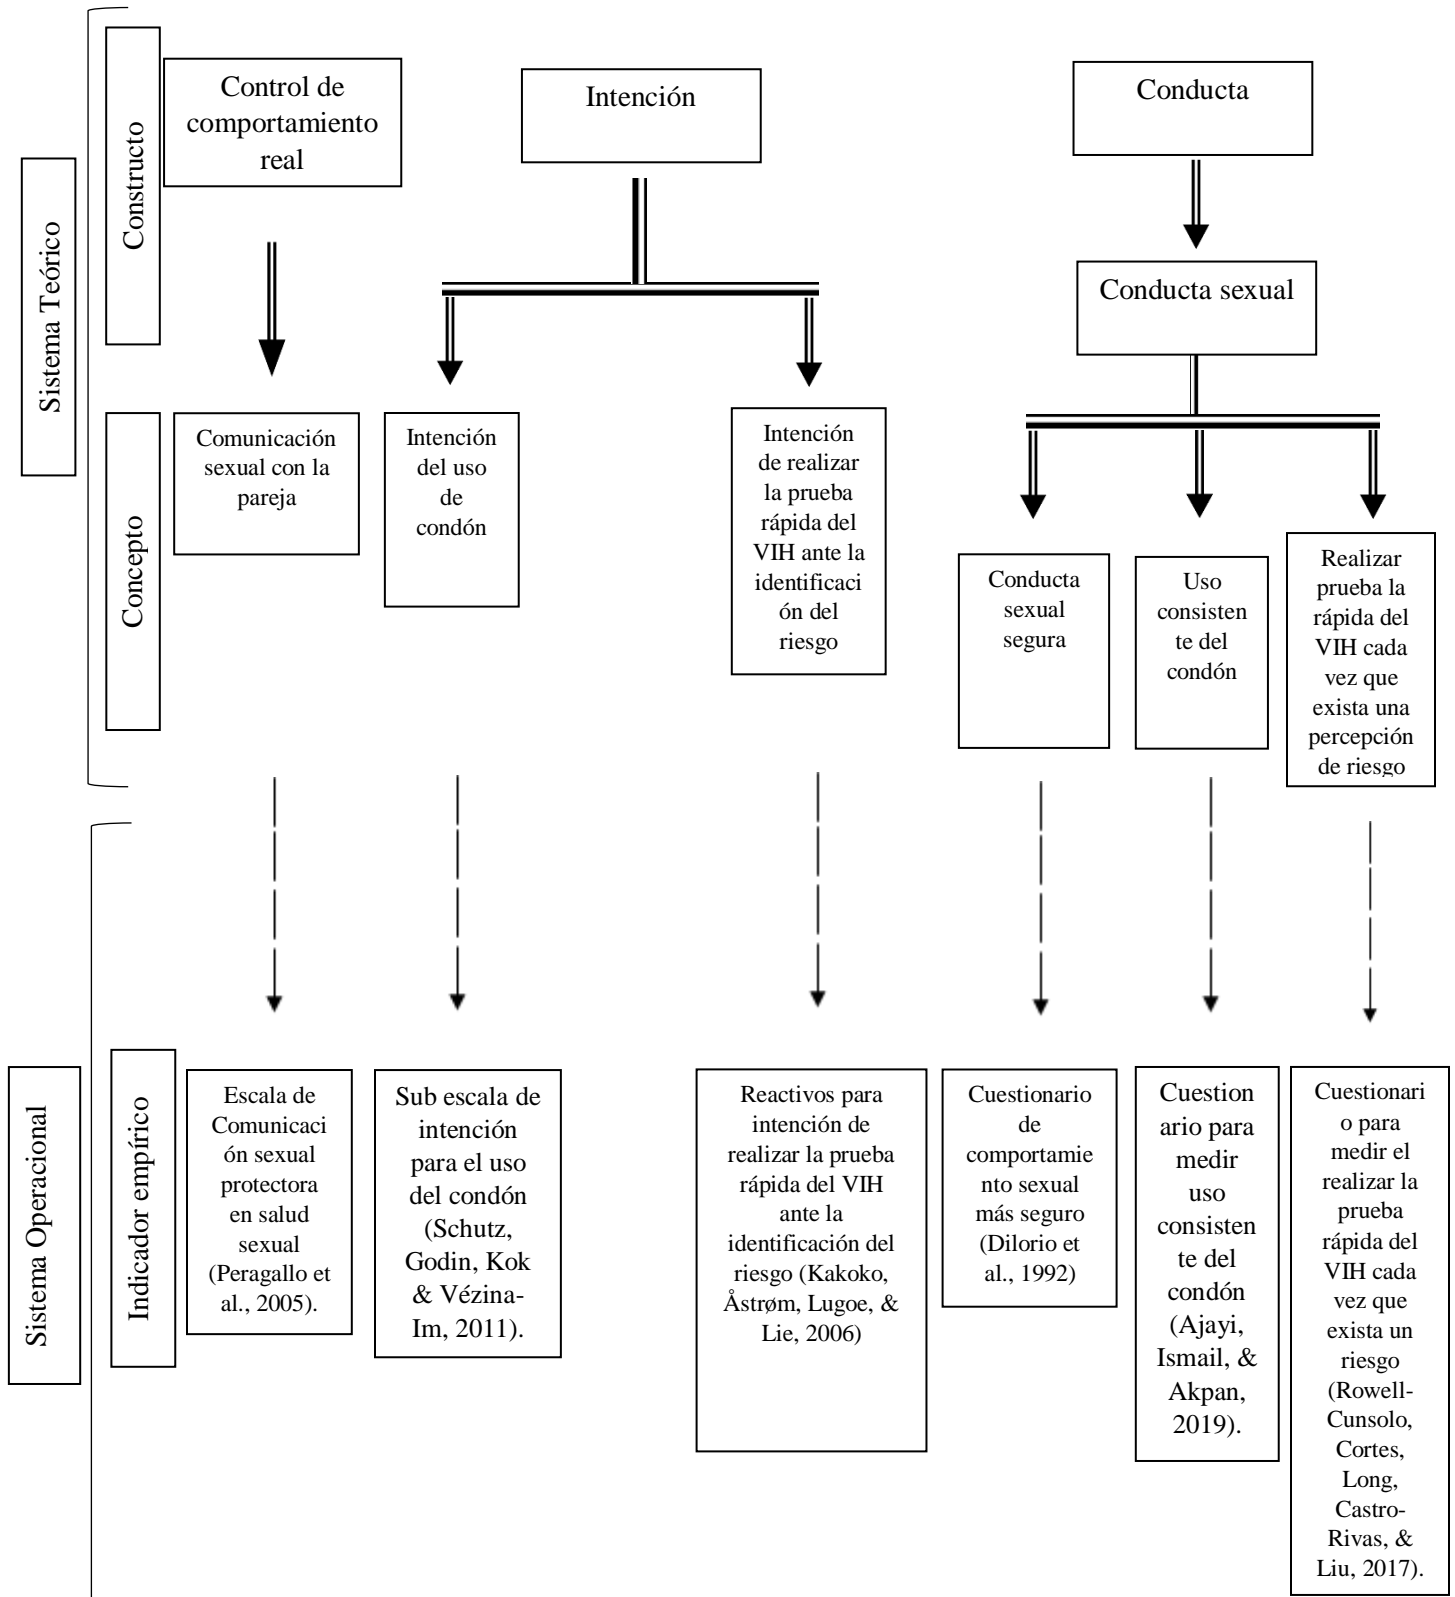 Sistema Teórico
Constructo
Control de
comportamiento
real
Intención
Conducta
Conducta sexual
Concepto
Comunicación
sexual con la
pareja
Intención
del uso
de
condón
Intención
de realizar
la prueba
rápida del
VIH ante la
identificaci
ón del
riesgo
Conducta
sexual
segura
Uso
consisten
te del
condón
Realizar
prueba la
rápida del
VIH cada
vez que
exista una
percepción
de riesgo
Sistema Operacional
Indicador empírico
Escala de
Comunicaci
ón sexual
protectora
en salud
sexual
(Peragallo et
al., 2005).
Sub escala de
intención
para el uso
del condón
(Schutz,
Godin, Kok
& Vézina-
Im, 2011).
Reactivos para
intención de
realizar la prueba
rápida del VIH
ante la
identificación del
riesgo (Kakoko,
Åstrøm, Lugoe, &
Lie, 2006)
Cuestionario
de
comportamie
nto sexual
más seguro
(Dilorio et
al., 1992)
Cuestion
ario para
medir
uso
consisten
te del
condón
(Ajayi,
Ismail, &
Akpan,
2019).
Cuestionari
o para
medir el
realizar la
prueba
rápida del
VIH cada
vez que
exista un
riesgo
(Rowell-
Cunsolo,
Cortes,
Long,
Castro-
Rivas, &
Liu, 2017).